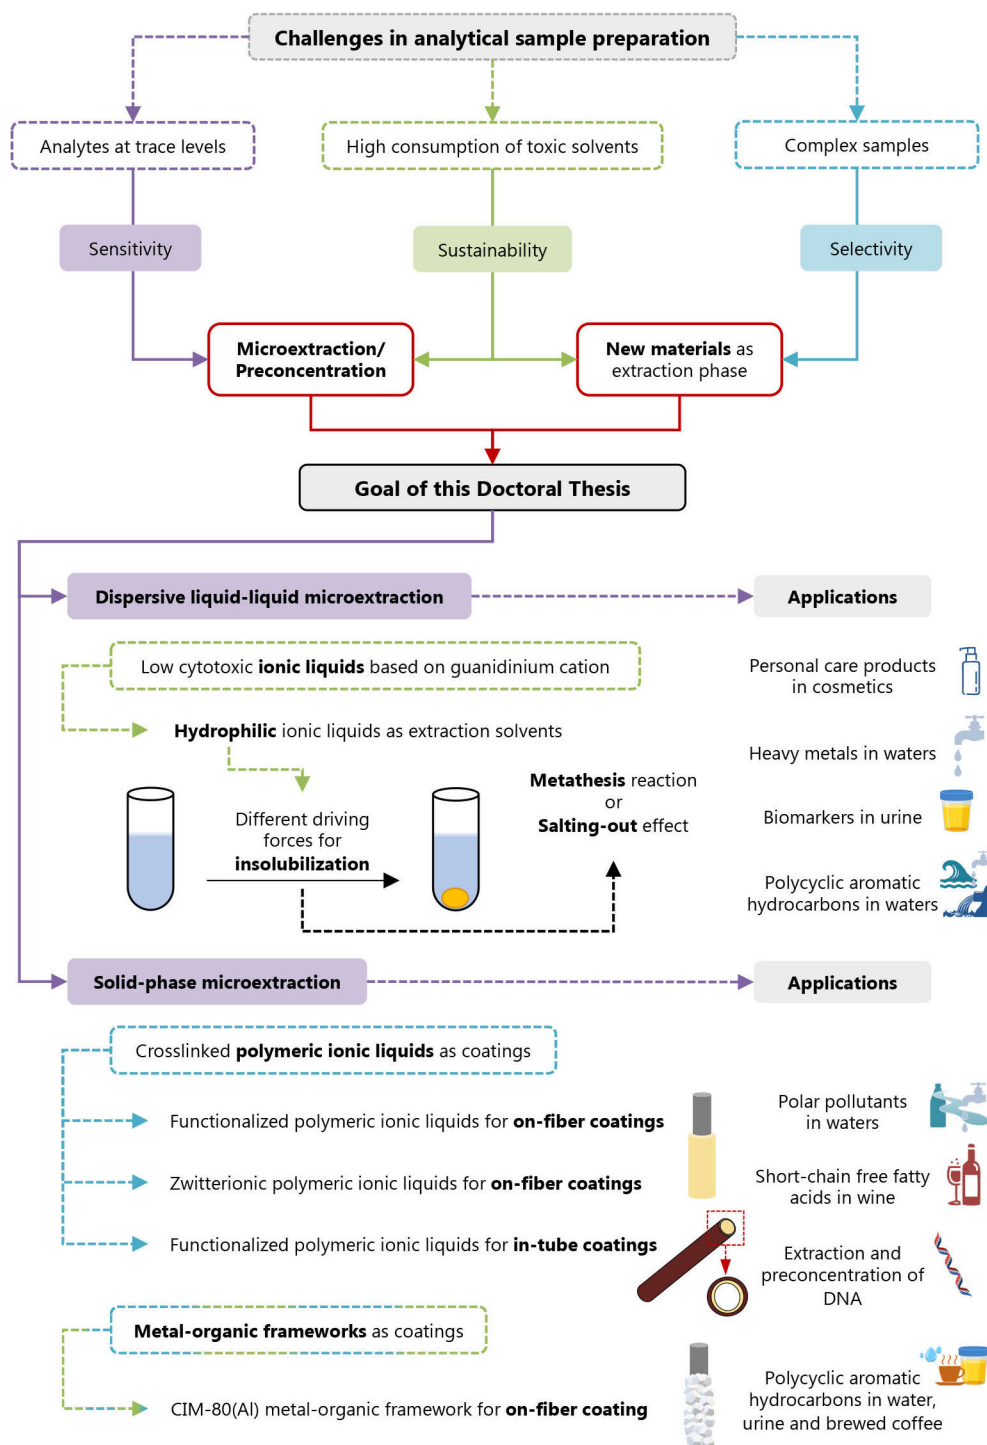 Challenges in analytical sample preparation
Analytes at trace levels
High consumption of toxic solvents
Complex samples
Sensitivity
Sustainability
Selectivity
Microextraction/
Preconcentration
New materials as
extraction phase
Goal of this Doctoral Thesis
Dispersive liquid-liquid microextraction
Applications
Low cytotoxic ionic liquids based on guanidinium cation
Hydrophilic ionic liquids as extraction solvents
Different driving
forces for
insolubilization
Metathesis reaction
or
Salting-out effect
Personal care products
in cosmetics
Heavy metals in waters
Biomarkers in urine
Polycyclic aromatic
hydrocarbons in waters
Solid-phase microextraction
Applications
Crosslinked polymeric ionic liquids as coatings
Functionalized polymeric ionic liquids for on-fiber coatings
Polar pollutants
in waters
Zwitterionic polymeric ionic liquids for on-fiber coatings
Short-chain free fatty
acids in wine
Functionalized polymeric ionic liquids for in-tube coatings
Extraction and
preconcentration of
DNA
Metal-organic frameworks as coatings
CIM-80(Al) metal-organic framework for on-fiber coating
Polycyclic aromatic
hydrocarbons in water,
urine and brewed coffee